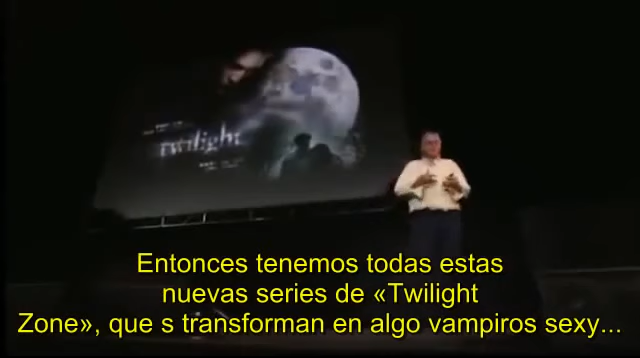 twilight
Entonces tenemos todas estas
nuevas series de «Twilight
Zone», que s transforman en algo vampiros sexy...